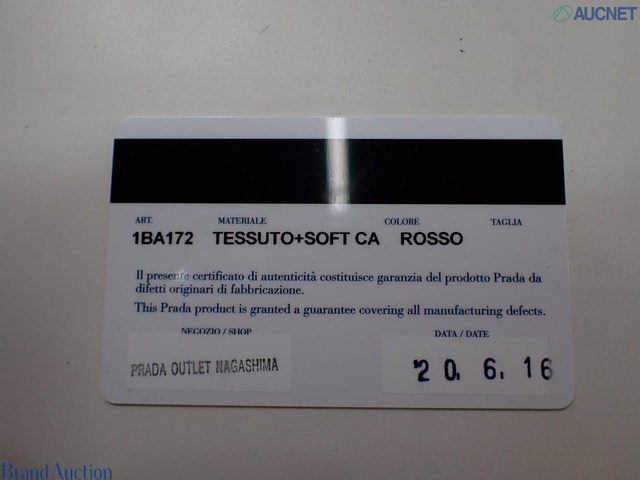 AUCNET
ART. MATERIALE COLORE TAGLIA
1BA172 TESSUTO+SOFT CA ROSSO
Il presente certificato di autenticità costituisce garanzia del prodotto Prada da
difetti originari di fabbricazione.
This Prada product is granted a guarantee covering all manufacturing defects.
NEGOZIO / SHOP DATA / DATE
PRADA OUTLET NAGASHIMA '20. 6. 16
Brand Auction